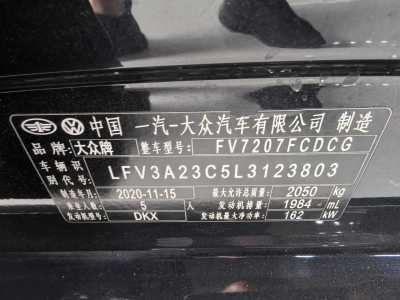 中国 一汽-大众汽车有限公司 制造
品牌: 大众牌 整车型号: FV7207FCDCG
车辆识别代号: LFV3A23C5L3123803
制造年月 2020-11-15 最大允许总质量: 2050 kg
乘坐人数: 5 人 发动机排量: 1984 mL
发动机型号: DKX 发动机最大净功率: 162 kW